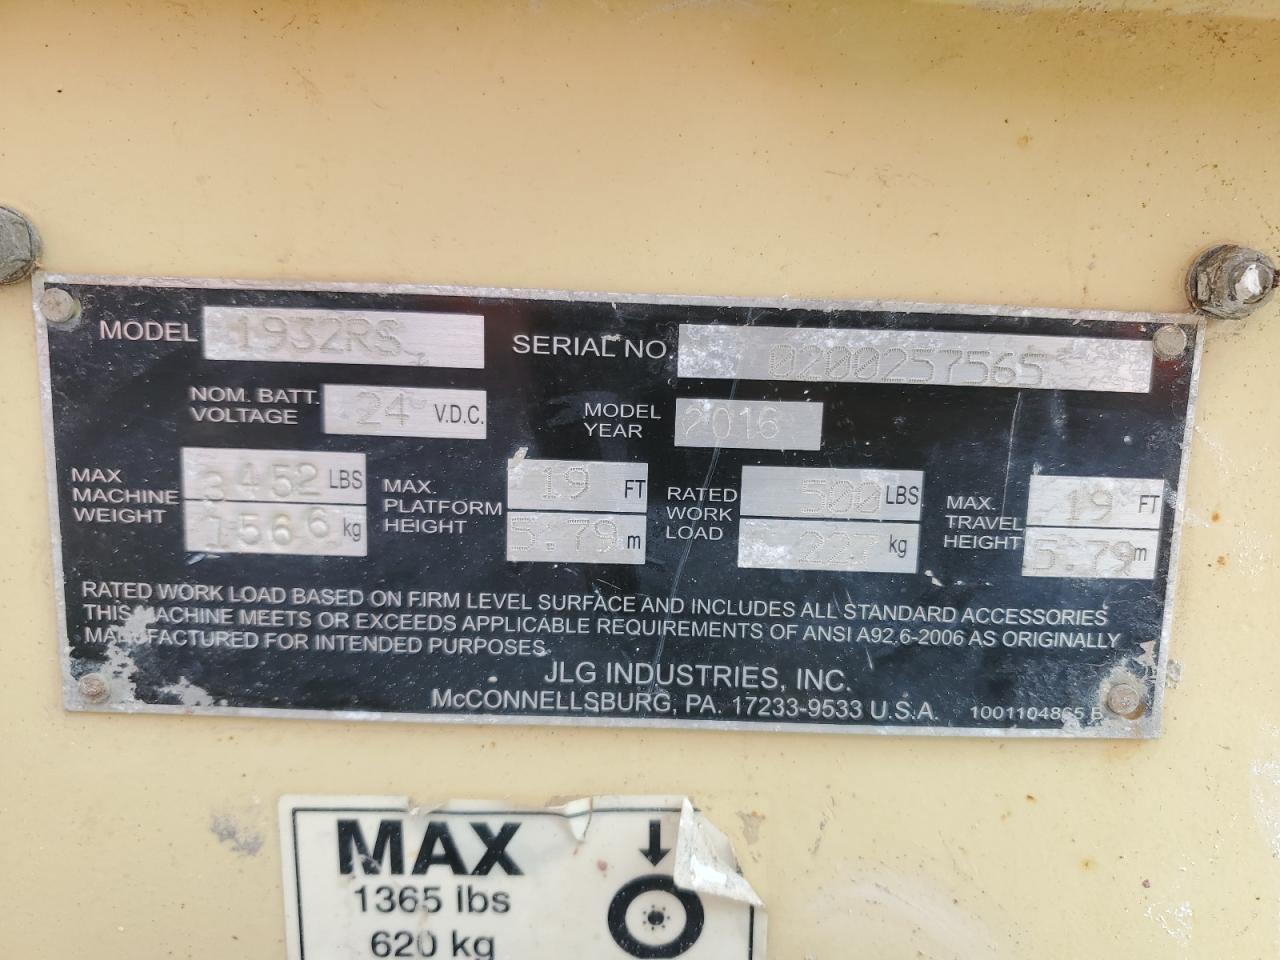 MODEL 1932RS SERIAL NO. 0200257565
NOM. BATT. VOLTAGE 24 V.D.C. MODEL YEAR 2016
MAX MACHINE WEIGHT 3452 LBS 1566 kg MAX. PLATFORM HEIGHT 19 FT 5.79 m RATED WORK LOAD 500 LBS 227 kg MAX. TRAVEL HEIGHT 19 FT 5.79 m
RATED WORK LOAD BASED ON FIRM LEVEL SURFACE AND INCLUDES ALL STANDARD ACCESSORIES
THIS MACHINE MEETS OR EXCEEDS APPLICABLE REQUIREMENTS OF ANSI A92.6-2006 AS ORIGINALLY
MANUFACTURED FOR INTENDED PURPOSES.
JLG INDUSTRIES, INC.
McCONNELLSBURG, PA. 17233-9533 U.S.A. 1001104865 B
MAX
1365 lbs
620 kg